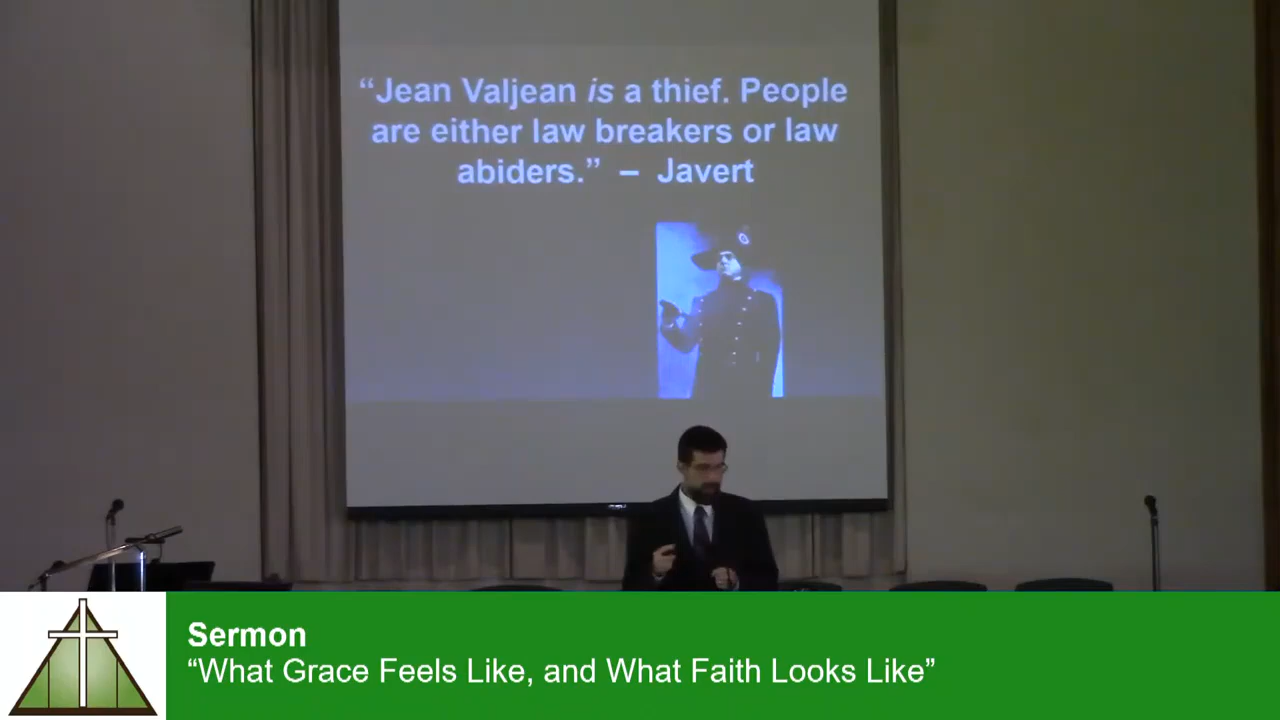 “Jean Valjean is a thief. People
are either law breakers or law
abiders.” – Javert
Sermon
“What Grace Feels Like, and What Faith Looks Like”